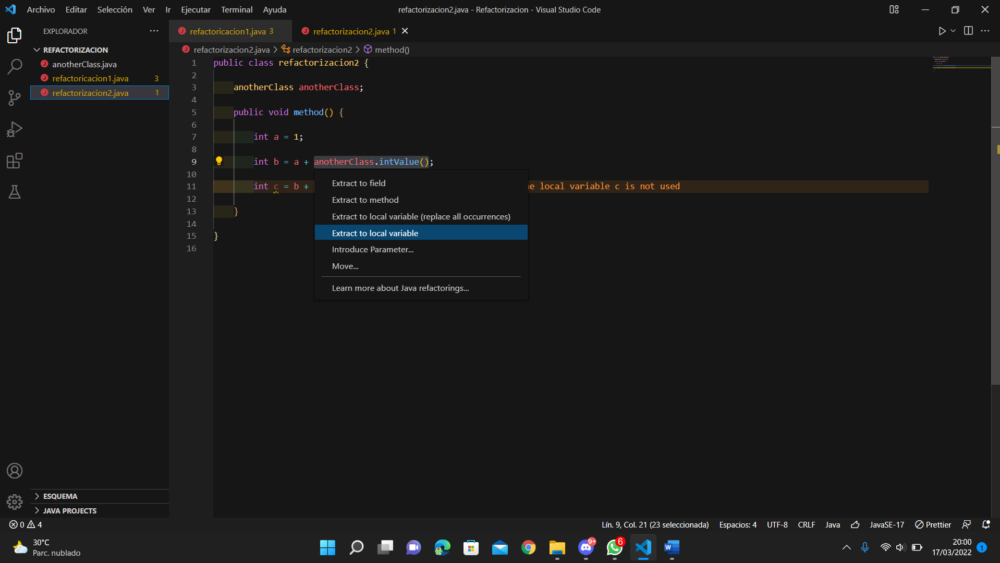 Archivo Editar Selección Ver Ir Ejecutar Terminal Ayuda
refactorizacion2.java - Refactorizacion - Visual Studio Code
EXPLORADOR
refactoricacion1.java 3
refactorizacion2.java 1
REFACTORIZACION
anotherClass.java
refactoricacion1.java 3
refactorizacion2.java 1
refactorizacion2.java > refactorizacion2 > method()
1 public class refactorizacion2 {
2
3 anotherClass anotherClass;
4
5 public void method() {
6
7 int a = 1;
8
9 int b = a + anotherClass.intValue();
10
11 int c = b + e local variable c is not used
12
13 }
14
15 }
16
Extract to field
Extract to method
Extract to local variable (replace all occurrences)
Extract to local variable
Introduce Parameter...
Move...
Learn more about Java refactorings...
ESQUEMA
JAVA PROJECTS
0 4
Lín. 9, Col. 21 (23 seleccionada) Espacios: 4 UTF-8 CRLF Java JavaSE-17 Prettier
30°C
Parc. nublado
9+
6
W
20:00
17/03/2022
1